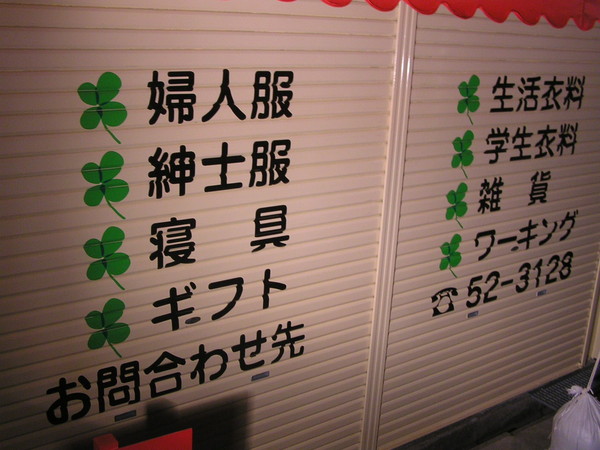 婦人服
紳士服
寝 具
ギフト
お問合わせ先
生活衣料
学生衣料
雑 貨
ワーキング
☎52-3128